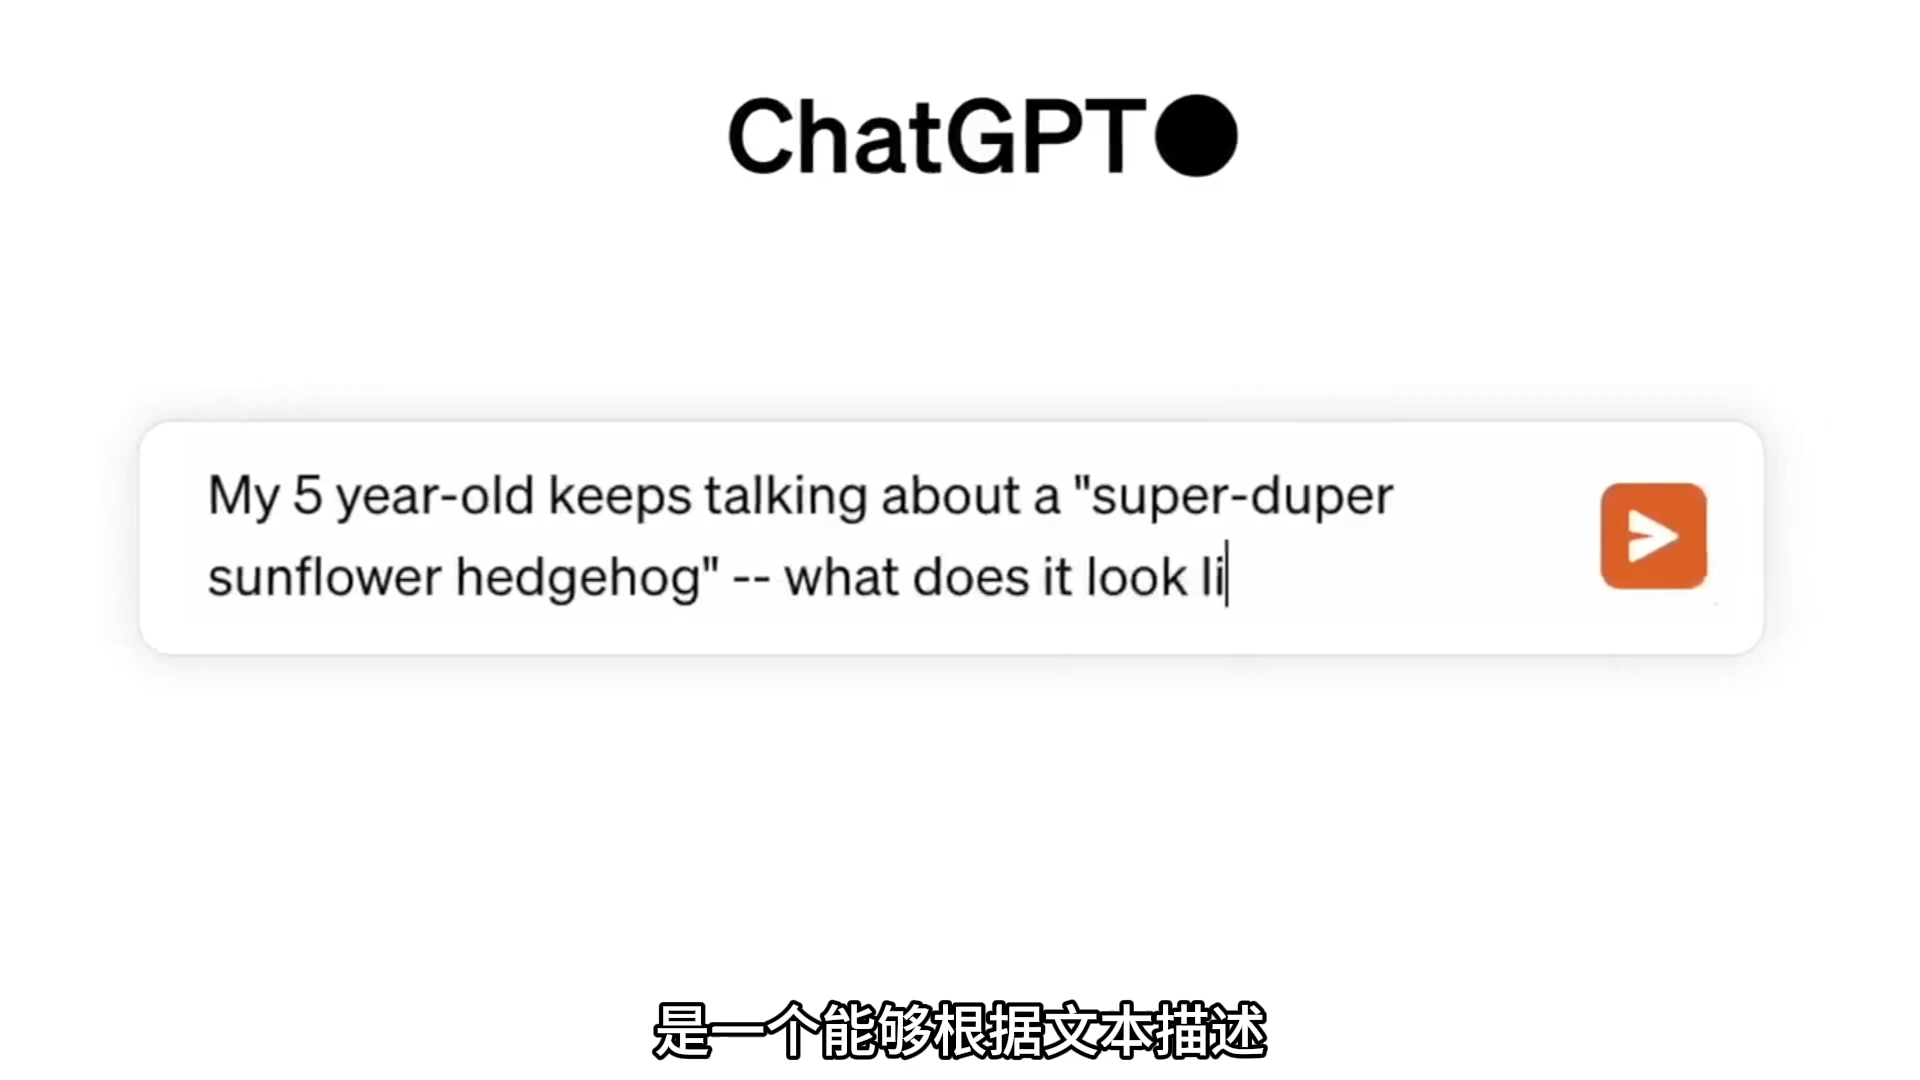 ChatGPT
My 5 year-old keeps talking about a "super-duper
sunflower hedgehog" -- what does it look li
是一个能够根据文本描述